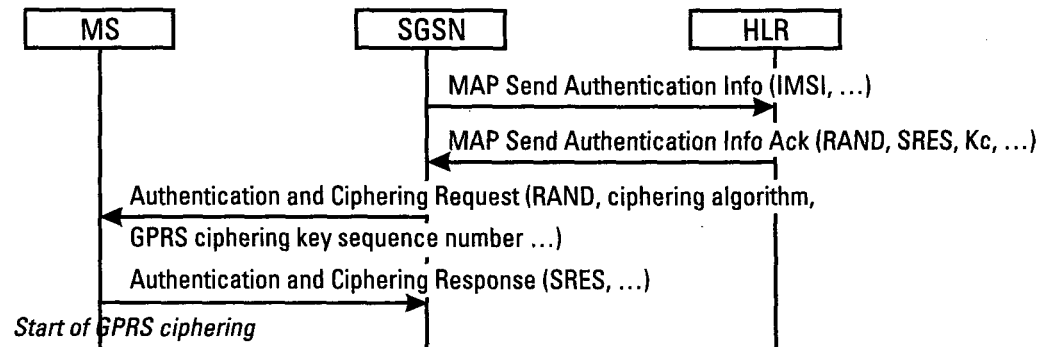 MS
SGSN
HLR
MAP Send Authentication Info (IMSI, ...)
MAP Send Authentication Info Ack (RAND, SRES, Kc, ...)
Authentication and Ciphering Request (RAND, ciphering algorithm,
GPRS ciphering key sequence number ...)
Authentication and Ciphering Response (SRES, ...)
Start of GPRS ciphering